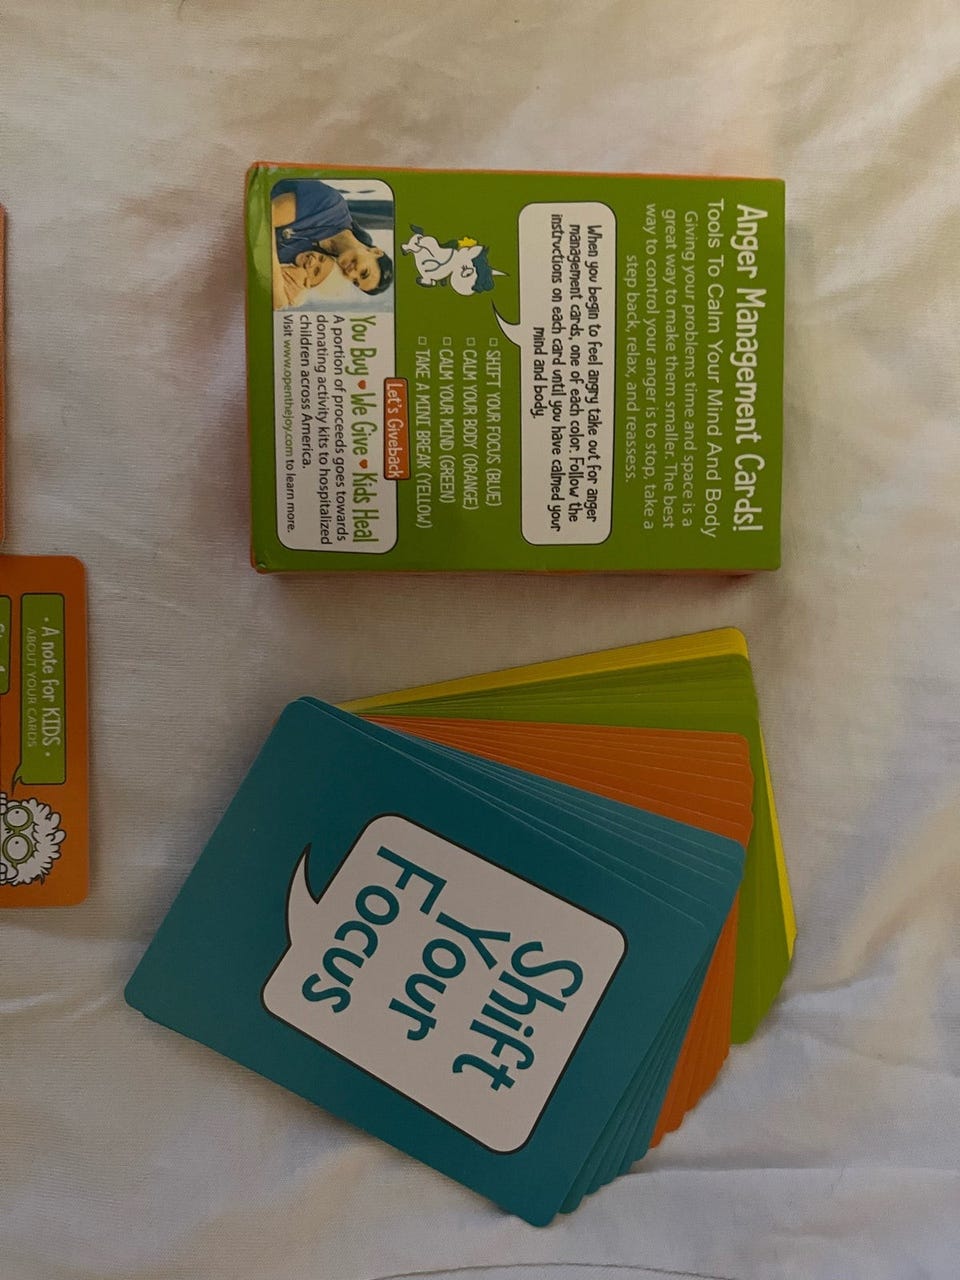 Anger Management Cards!
Tools To Calm Your Mind And Body
Giving your problems time and space is a
great way to make them smaller. The best
way to control your anger is to stop, take a
step back, relax, and reassess.
When you begin to feel angry take out for anger
management cards, one of each color. Follow the
instructions on each card until you have calmed your
mind and body.
□ SHIFT YOUR FOCUS (BLUE)
□ CALM YOUR BODY (ORANGE)
□ CALM YOUR MIND (GREEN)
□ TAKE A MINI BREAK (YELLOW)
Let's Giveback
You Buy • We Give • Kids Heal
A portion of proceeds goes towards
donating activity kits to hospitalized
children across America.
Visit www.openthejoy.com to learn more.
• A note for KIDS •
ABOUT YOUR CARDS
Shift
Your
Focus